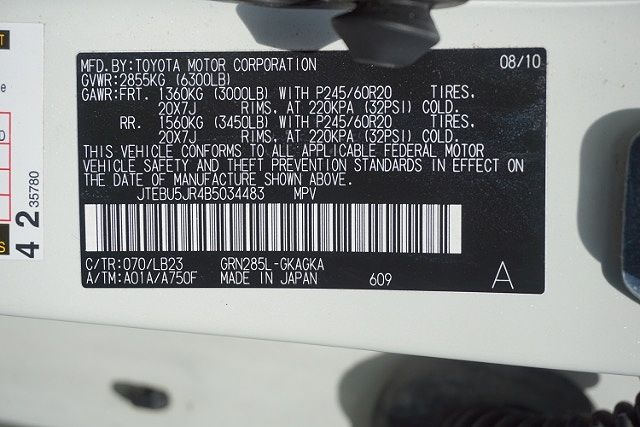 MFD.BY:TOYOTA MOTOR CORPORATION 08/10
GVWR:2855KG (6300LB)
GAWR:FRT. 1360KG (3000LB) WITH P245/60R20 TIRES,
20X7J RIMS, AT 220KPA (32PSI) COLD.
RR. 1560KG (3450LB) WITH P245/60R20 TIRES,
20X7J RIMS, AT 220KPA (32PSI) COLD.
THIS VEHICLE CONFORMS TO ALL APPLICABLE FEDERAL MOTOR
VEHICLE SAFETY AND THEFT PREVENTION STANDARDS IN EFFECT ON
THE DATE OF MANUFACTURE SHOWN ABOVE.
JTEBU5JR4B5034483 MPV
C/TR:070/LB23 GRN285L-GKAGKA
A/TM:A01A/A750F MADE IN JAPAN 609 A
42
35780